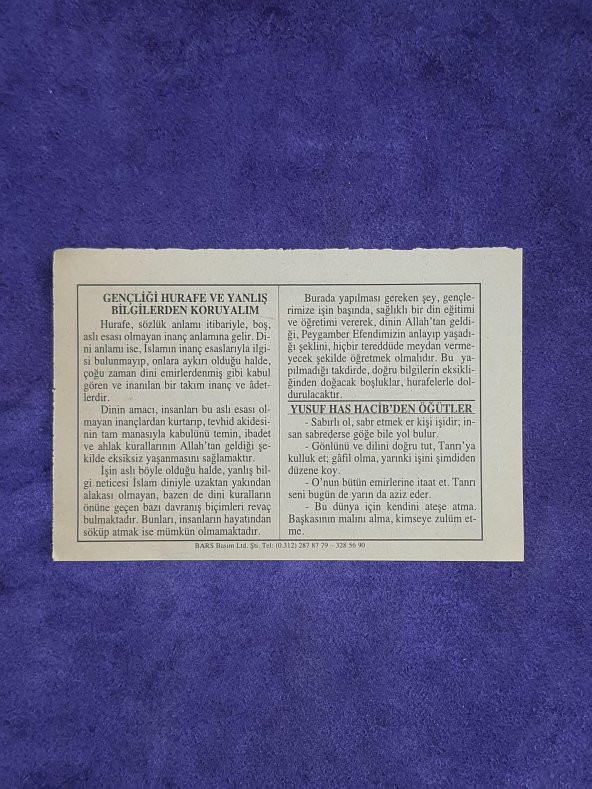 GENÇLİĞİ HURAFE VE YANLIŞ
BİLGİLERDEN KORUYALIM
Hurafe, sözlük anlamı itibariyle, boş,
aslı esası olmayan inanç anlamına gelir. Di-
ni anlamı ise, İslamın inanç esaslarıyla ilgi-
si bulunmayıp, onlara aykırı olduğu halde,
çoğu zaman dini emirlerdenmiş gibi kabul
gören ve inanılan bir takım inanç ve âdet-
lerdir.
Dinin amacı, insanları bu aslı esası ol-
mayan inançlardan kurtarıp, tevhid akidesi-
nin tam manasıyla kabulünü temin, ibadet
ve ahlak kurallarının Allah'tan geldiği şe-
kilde eksiksiz yaşanmasını sağlamaktır.
İşin aslı böyle olduğu halde, yanlış bil-
gi neticesi İslam diniyle uzaktan yakından
alakası olmayan, bazen de dini kuralların
önüne geçen bazı davranış biçimleri revaç
bulmaktadır. Bunları, insanların hayatından
söküp atmak ise mümkün olmamaktadır.
Burada yapılması gereken şey, gençle-
rimize işin başında, sağlıklı bir din eğitimi
ve öğretimi vererek, dinin Allah'tan geldi-
ği, Peygamber Efendimizin anlayıp yaşadı-
ğı şeklini, hiçbir tereddüde meydan verme-
yecek şekilde öğretmek olmalıdır. Bu ya-
pılmadığı takdirde, doğru bilgilerin eksikli-
ğinden doğacak boşluklar, hurafelerle dol-
durulacaktır.
YUSUF HAS HACİB'DEN ÖĞÜTLER
- Sabırlı ol, sabr etmek er kişi işidir; in-
san sabrederse göğe bile yol bulur.
- Gönlünü ve dilini doğru tut, Tanrı'ya
kulluk et; gâfil olma, yarınki işini şimdiden
düzene koy.
- O'nun bütün emirlerine itaat et. Tanrı
seni bugün de yarın da aziz eder.
- Bu dünya için kendini ateşe atma.
Başkasının malını alma, kimseye zulüm et-
me.
BARS Basım Ltd. Şti. Tel: (0.312) 287 87 79 – 328 56 90